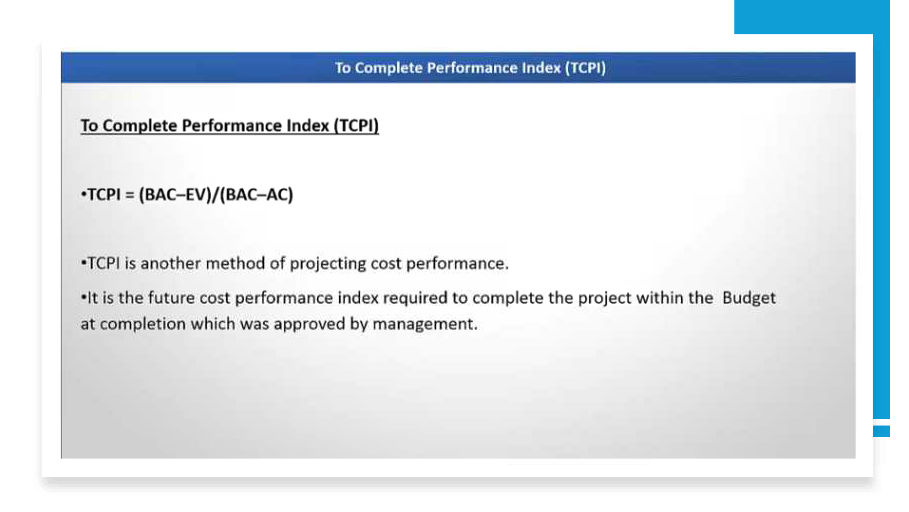 To Complete Performance Index (TCPI)
To Complete Performance Index (TCPI)
•TCPI = (BAC–EV)/(BAC–AC)
•TCPI is another method of projecting cost performance.
•It is the future cost performance index required to complete the project within the Budget
at completion which was approved by management.